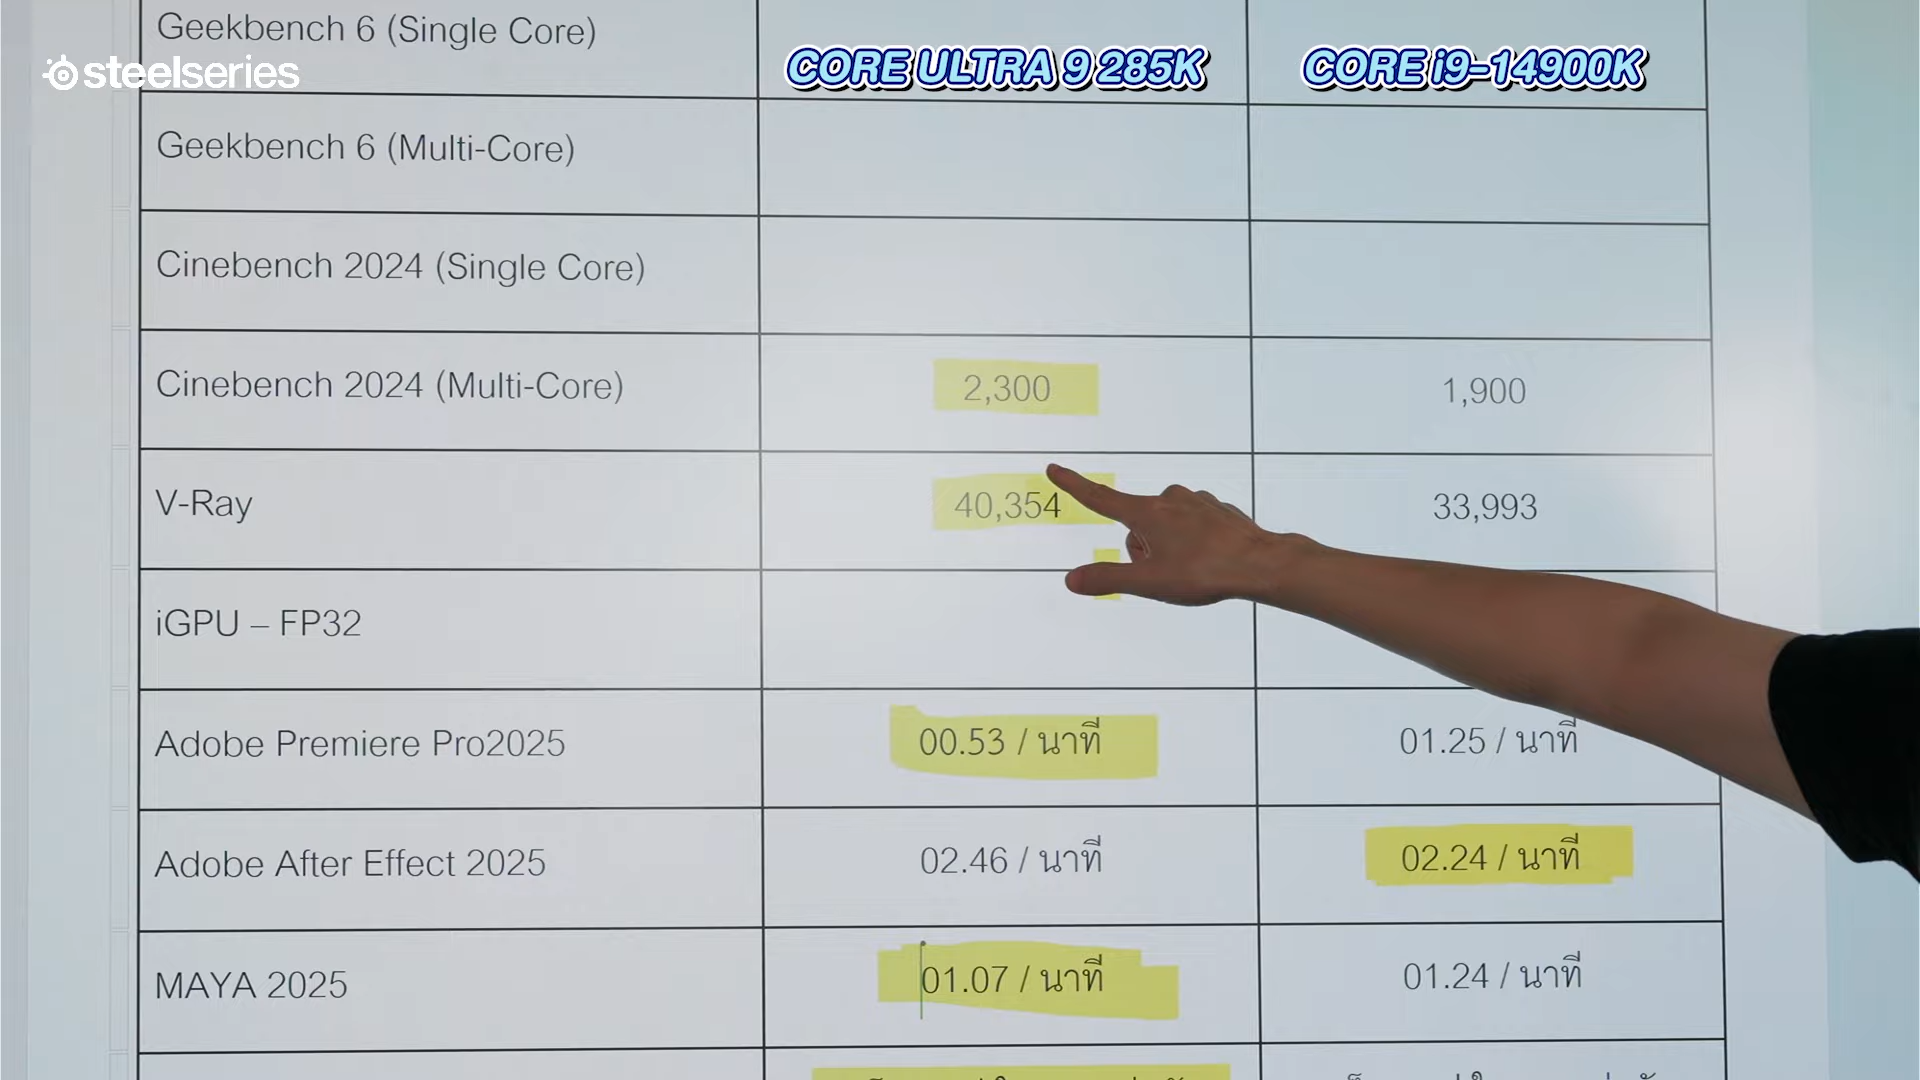 Geekbench 6 (Single Core)
steelseries
CORE ULTRA 9 285K
CORE i9-14900K
Geekbench 6 (Multi-Core)
Cinebench 2024 (Single Core)
Cinebench 2024 (Multi-Core)
2,300
1,900
V-Ray
40,354
33,993
iGPU – FP32
Adobe Premiere Pro2025
00.53 / นาที
01.25 / นาที
Adobe After Effect 2025
02.46 / นาที
02.24 / นาที
MAYA 2025
01.07 / นาที
01.24 / นาที